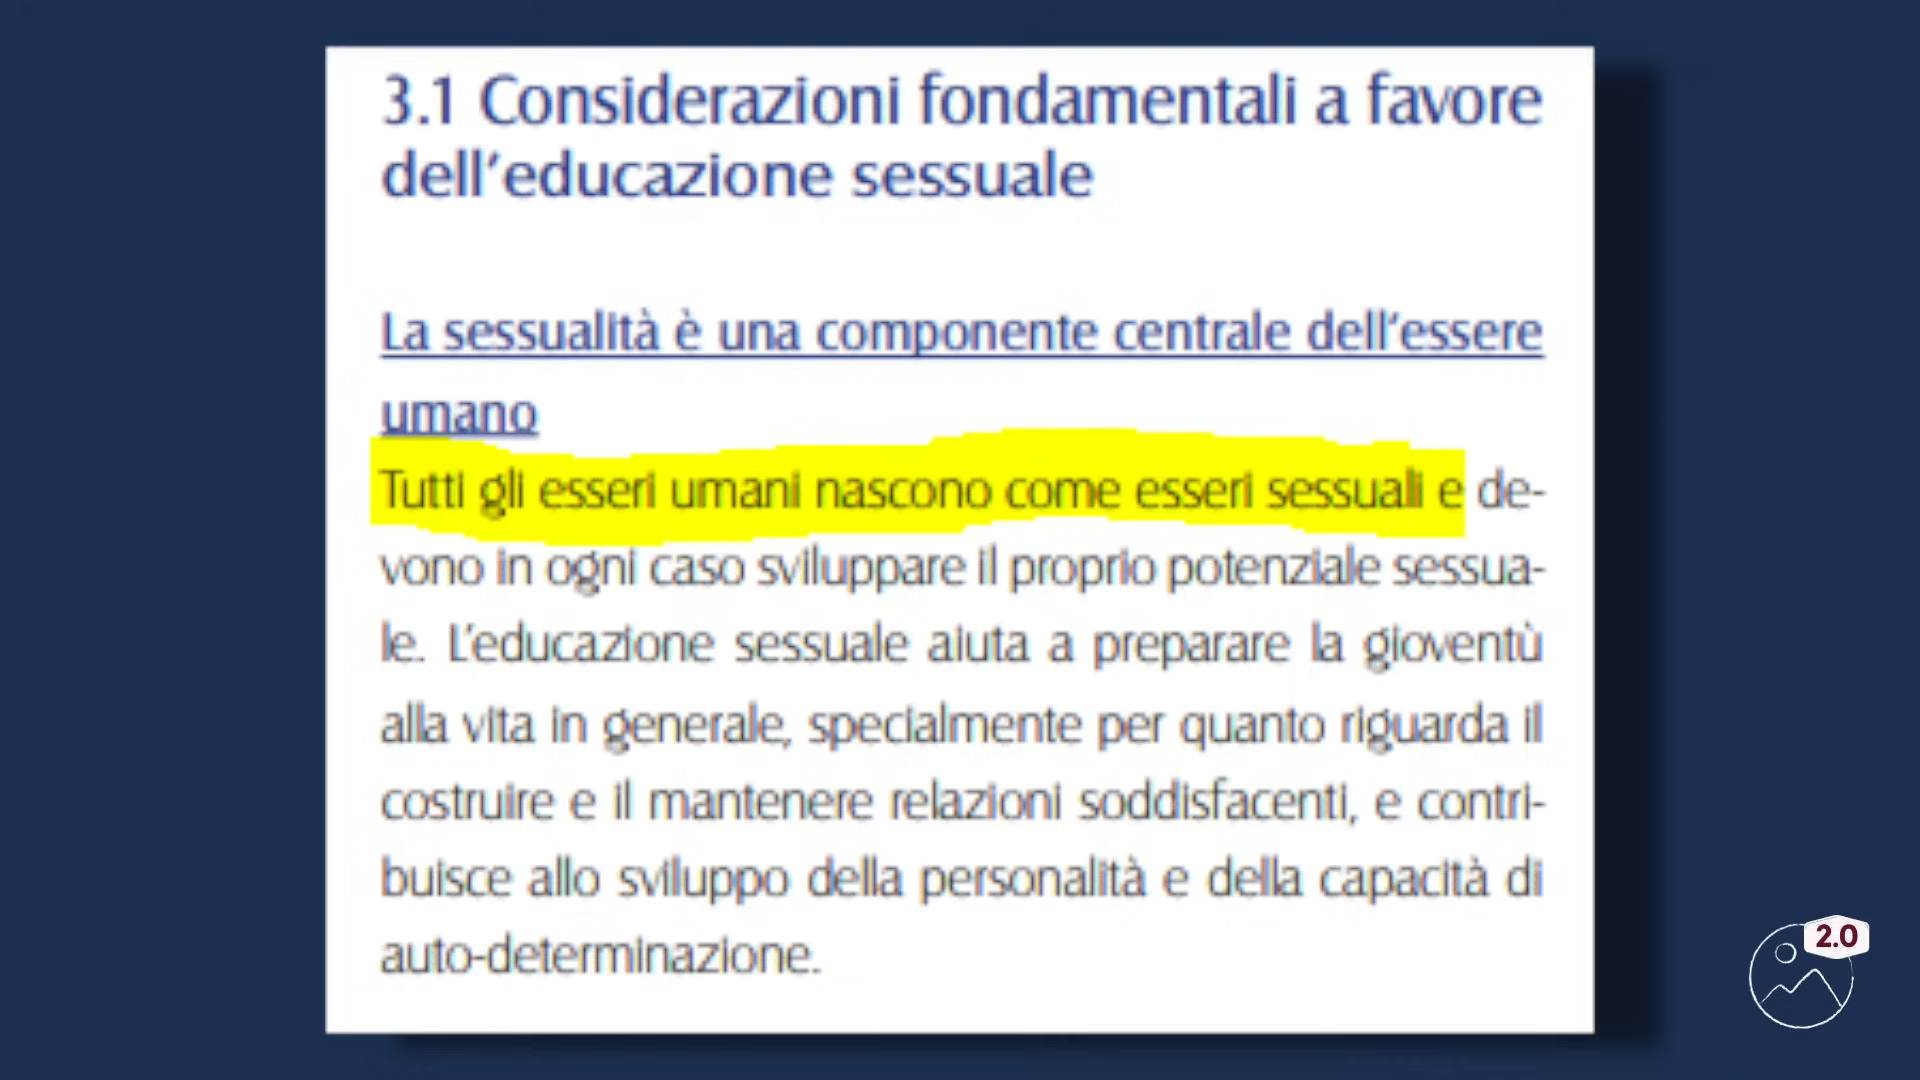 3.1 Considerazioni fondamentali a favore
dell'educazione sessuale
La sessualità è una componente centrale dell'essere
umano
Tutti gli esseri umani nascono come esseri sessuali e de-
vono in ogni caso sviluppare il proprio potenziale sessua-
le. L'educazione sessuale aiuta a preparare la gioventù
alla vita in generale, specialmente per quanto riguarda il
costruire e il mantenere relazioni soddisfacenti, e contri-
buisce allo sviluppo della personalità e della capacità di
auto-determinazione.
2.0